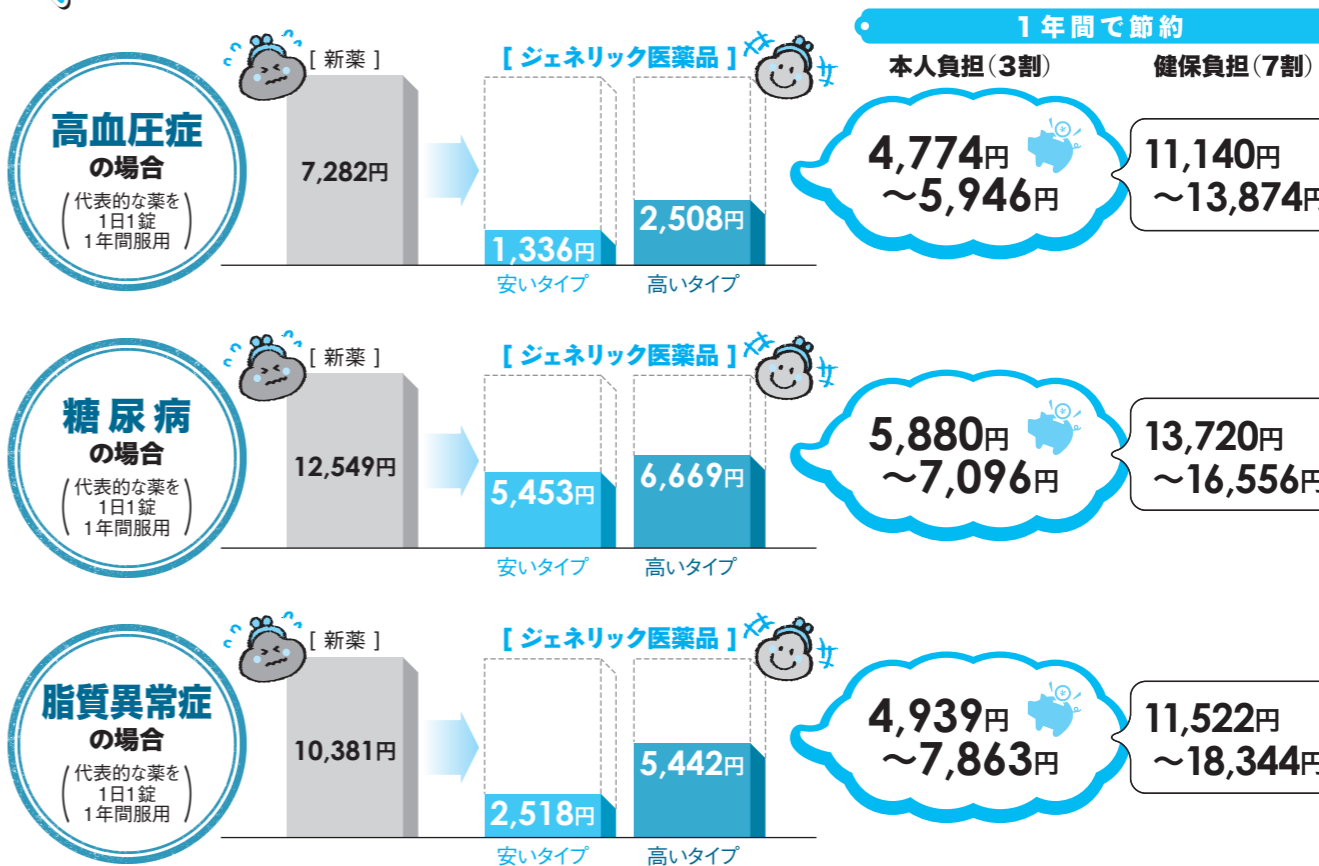 1年間で節約
本人負担(3割)
健保負担(7割)
高血圧症
の場合
(代表的な薬を
1日1錠
1年間服用)
[ 新薬 ]
7,282円
[ ジェネリック医薬品 ]
1,336円
安いタイプ
2,508円
高いタイプ
4,774円
～5,946円
11,140円
～13,874円
糖尿病
の場合
(代表的な薬を
1日1錠
1年間服用)
[ 新薬 ]
12,549円
[ ジェネリック医薬品 ]
5,453円
安いタイプ
6,669円
高いタイプ
5,880円
～7,096円
13,720円
～16,556円
脂質異常症
の場合
(代表的な薬を
1日1錠
1年間服用)
[ 新薬 ]
10,381円
[ ジェネリック医薬品 ]
2,518円
安いタイプ
5,442円
高いタイプ
4,939円
～7,863円
11,522円
～18,344円